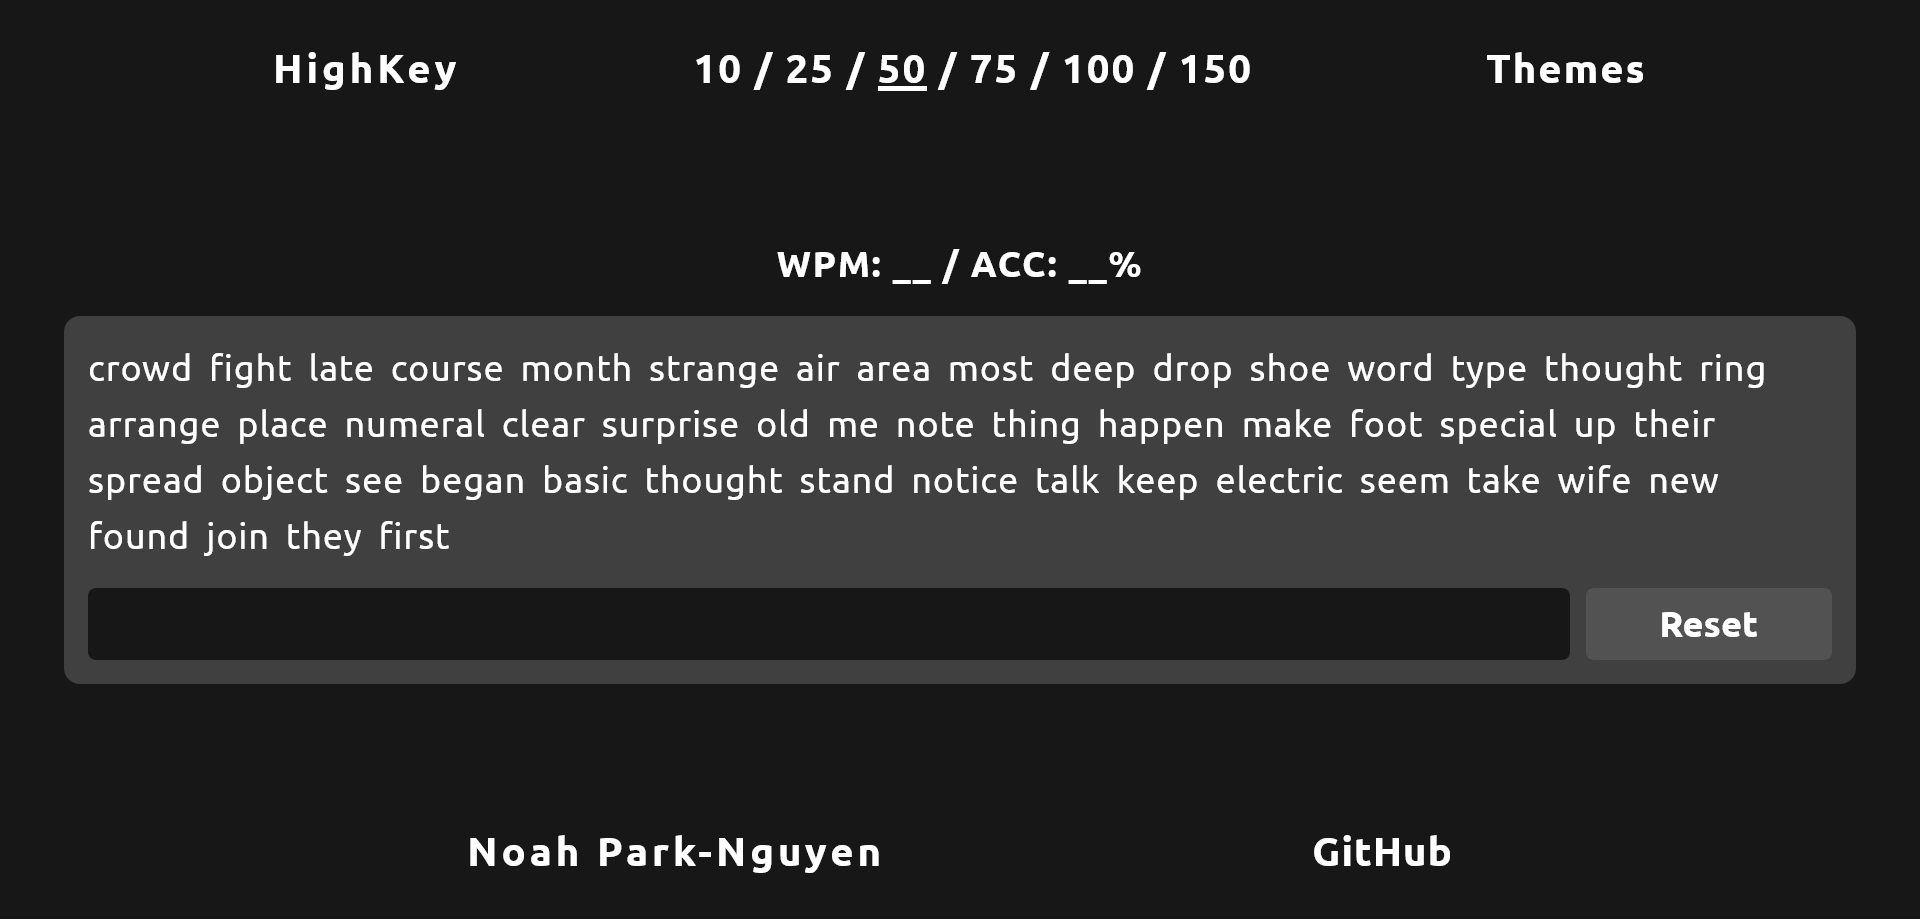 HighKey 10 / 25 / 50 / 75 / 100 / 150 Themes
WPM: __ / ACC: __%
crowd fight late course month strange air area most deep drop shoe word type thought ring
arrange place numeral clear surprise old me note thing happen make foot special up their
spread object see began basic thought stand notice talk keep electric seem take wife new
found join they first
Reset
Noah Park-Nguyen GitHub